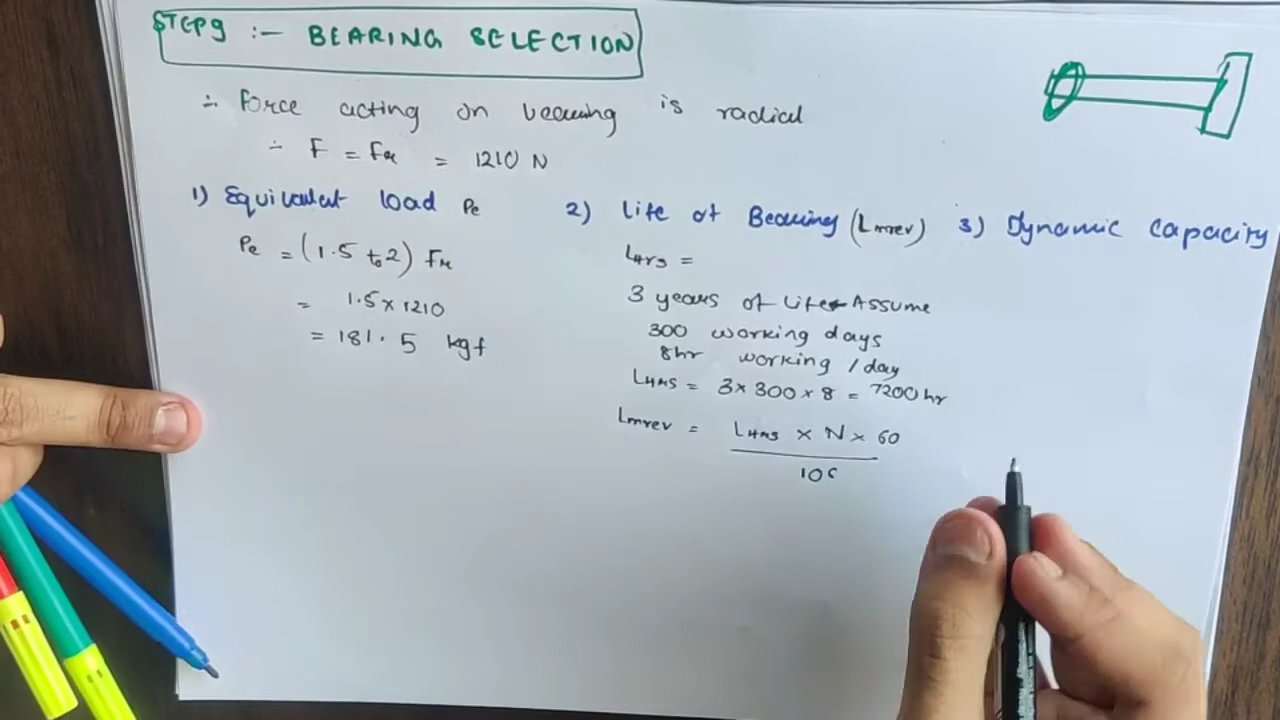 STEP9 :- BEARING SELECTION
∴ Force acting on bearing is radial
∴ F = Fr = 1210 N
1) Equivalent load Pe
Pe = (1.5 to 2) Fr
= 1.5 x 1210
= 181.5 kgf
2) Life of Bearing (Lmrev)
LHrs =
3 years of Life Assume
300 working days
8hr working / day
LHrs = 3 x 300 x 8 = 7200 hr
Lmrev = LHrs x N x 60
10⁶
3) Dynamic capacity